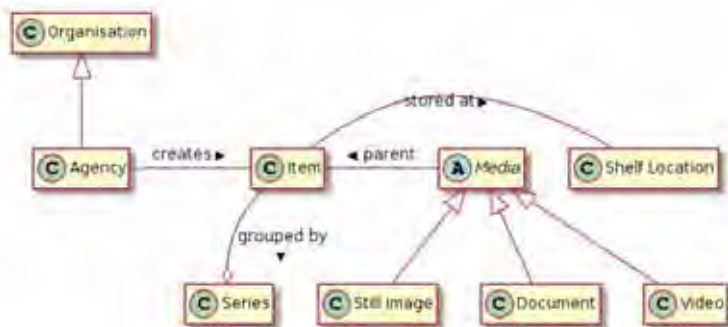 C Organisation
stored at ▶
C Agency
creates ▶
C Item
◀ parent
A Media
C Shelf Location
grouped by
▼
C Series
C Still image
C Document
C Video